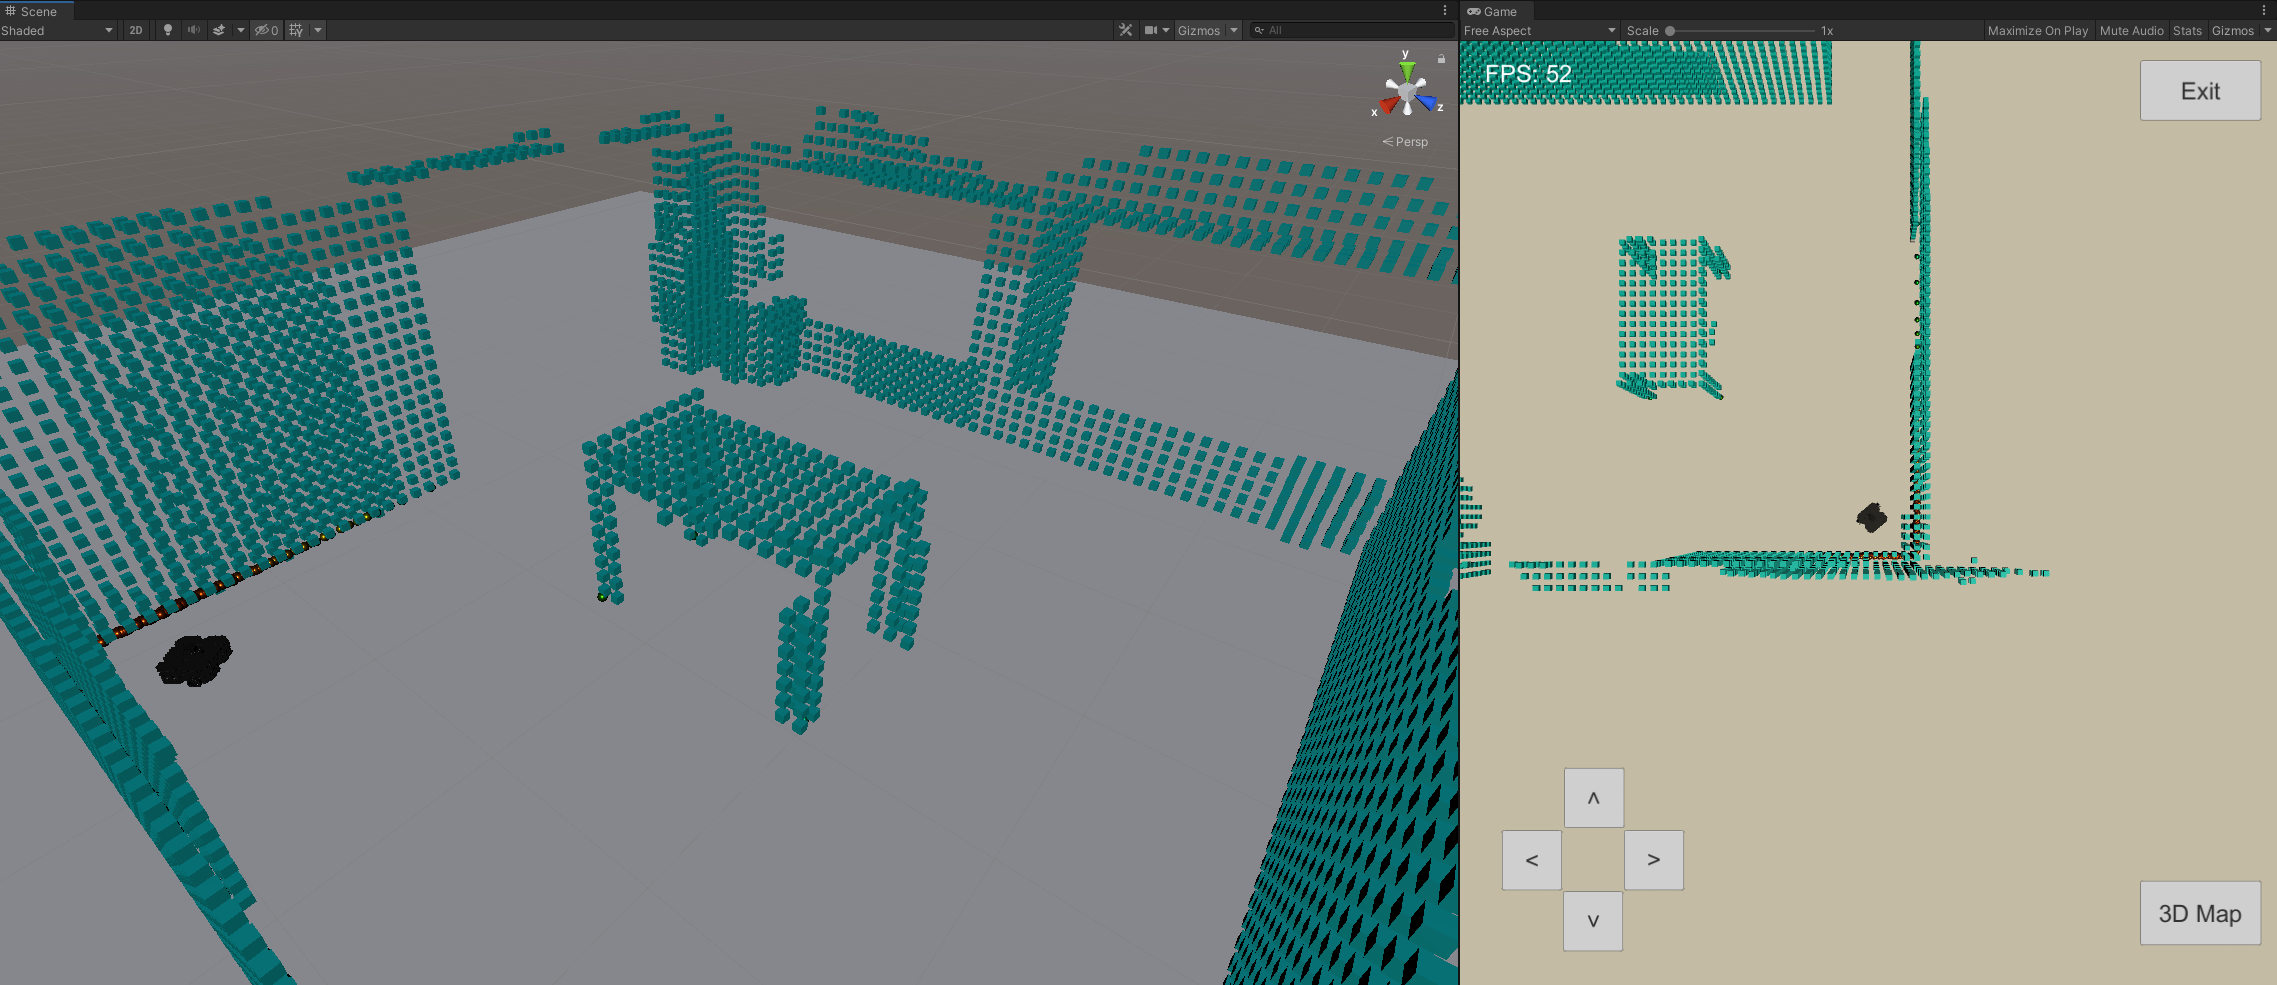 Scene
Shaded
2D
0
Gizmos
All
y
x
z
< Persp
Game
Free Aspect
Scale
1x
Maximize On Play
Mute Audio
Stats
Gizmos
FPS: 52
Exit
^
<
>
v
3D Map